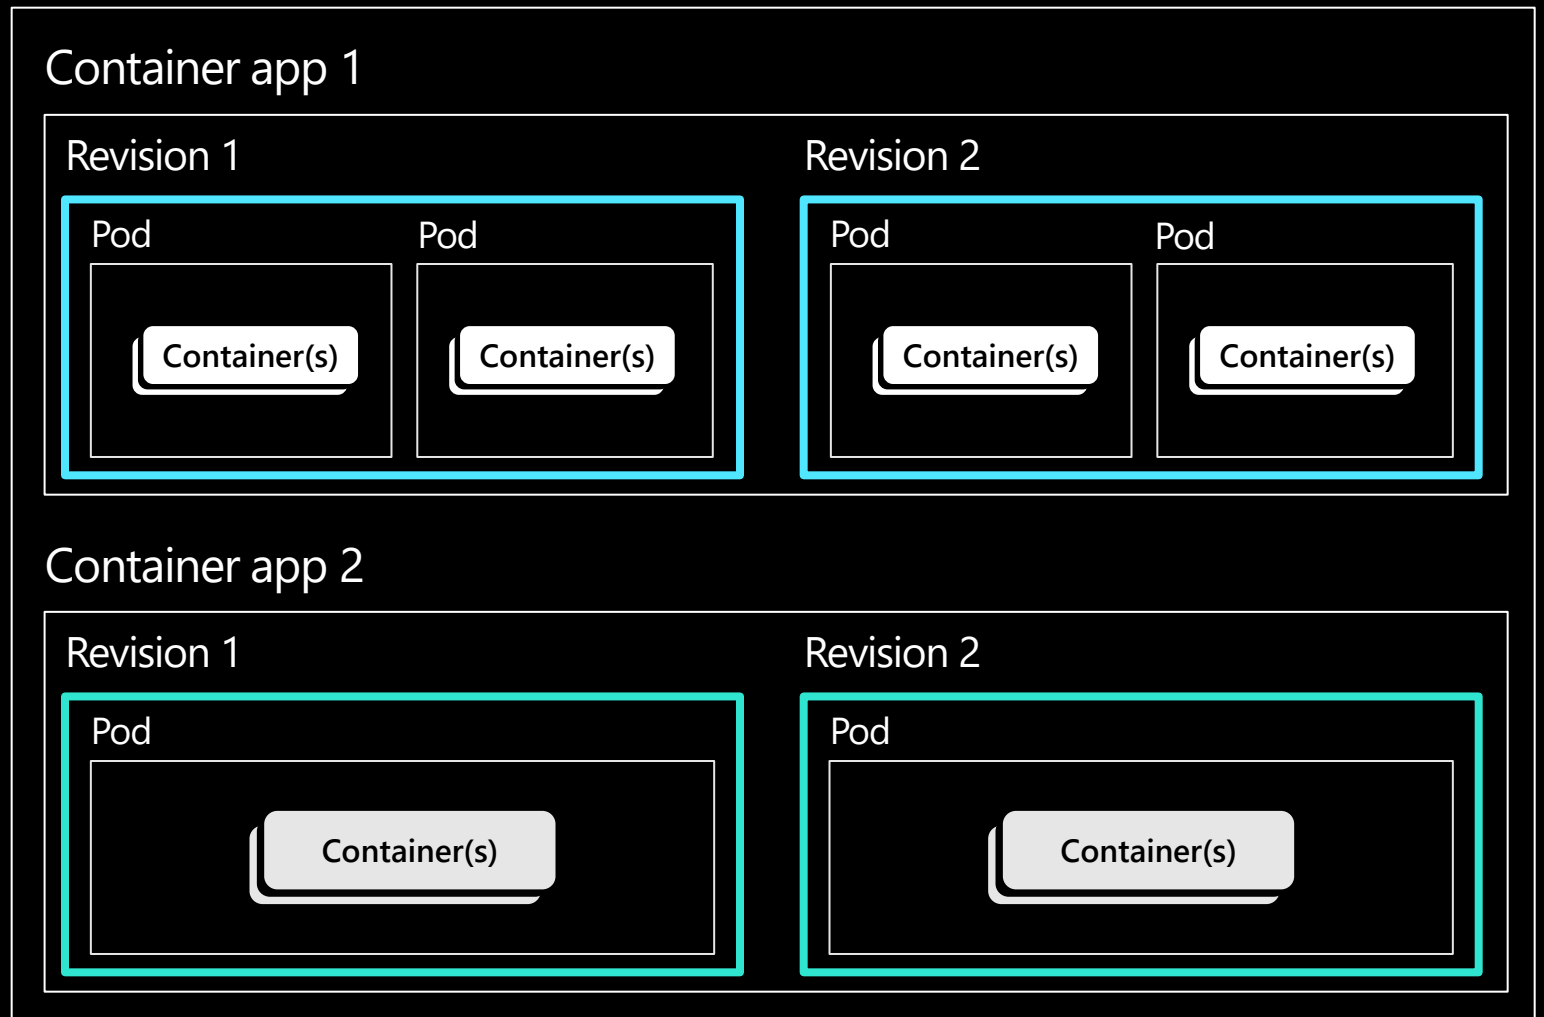 Container app 1
Revision 1
Revision 2
Pod
Pod
Pod
Pod
Container(s)
Container(s)
Container(s)
Container(s)
Container app 2
Revision 1
Revision 2
Pod
Pod
Container(s)
Container(s)